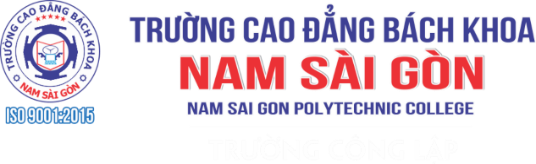 TRƯỜNG CAO ĐẲNG BÁCH KHOA
NAM SÀI GÒN
ISO 9001:2015
TRƯỜNG CAO ĐẲNG BÁCH KHOA
NAM SÀI GÒN
NAM SAI GON POLYTECHNIC COLLEGE